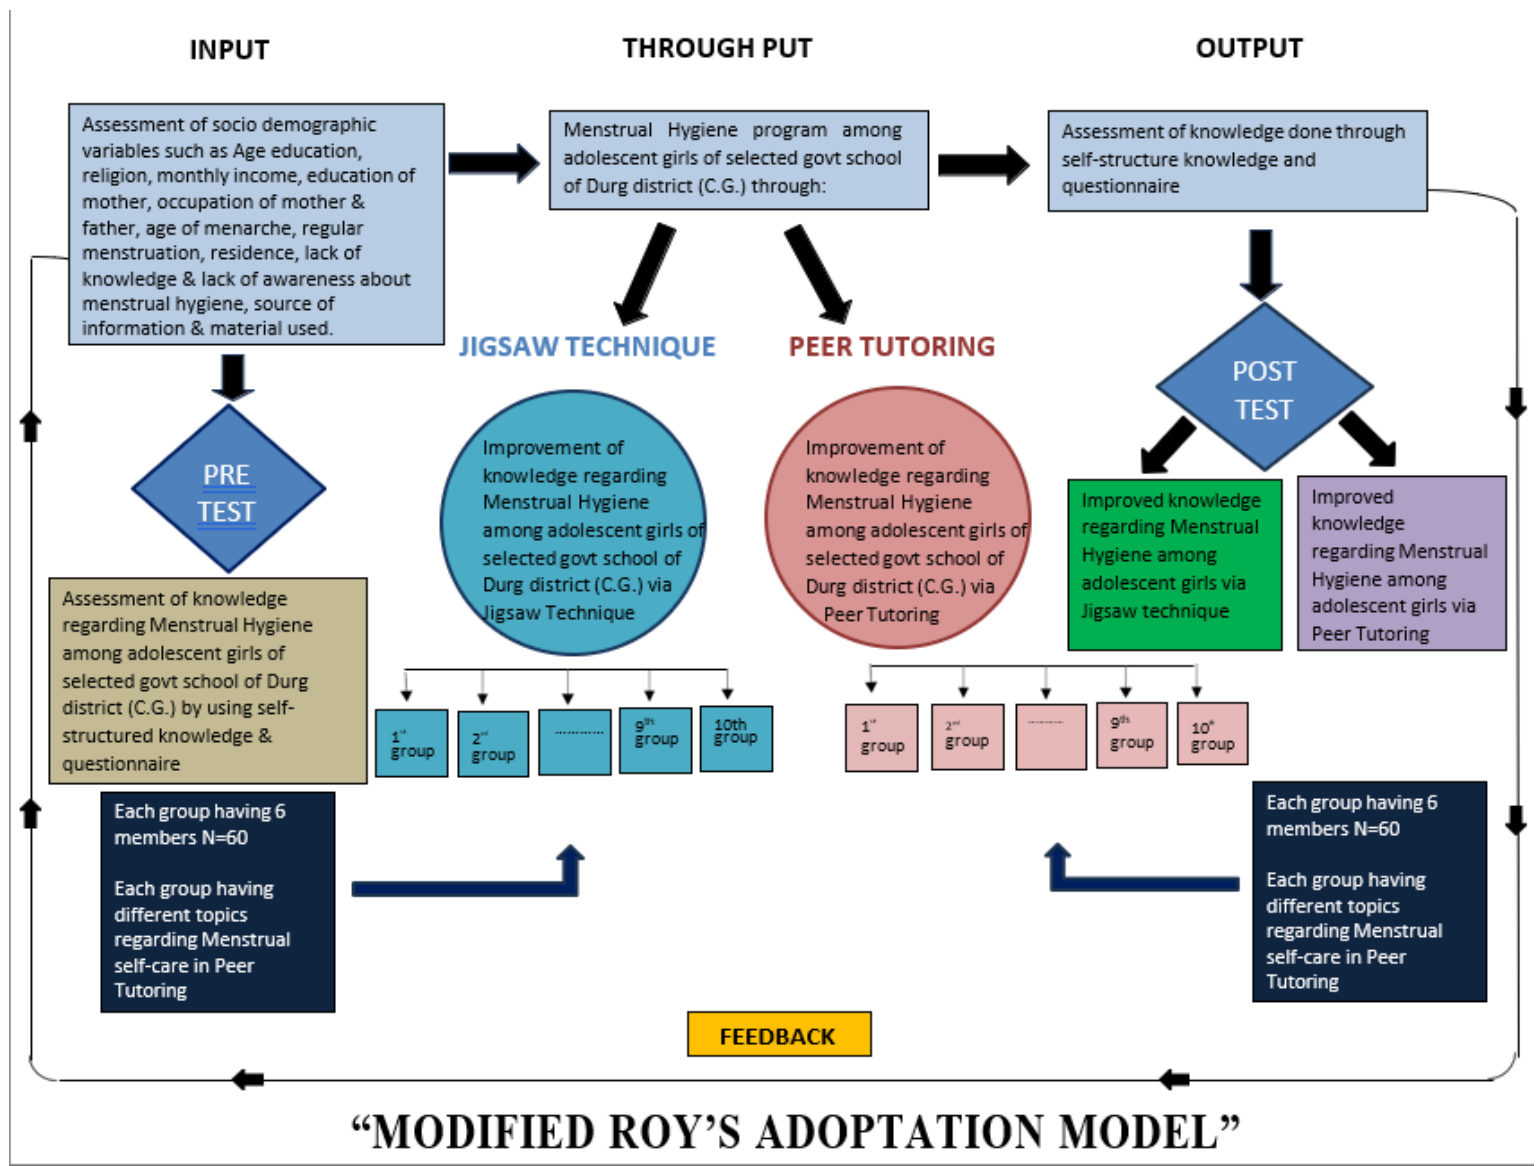 INPUT
THROUGH PUT
OUTPUT
Assessment of socio demographic
variables such as Age education,
religion, monthly income, education of
mother, occupation of mother &
father, age of menarche, regular
menstruation, residence, lack of
knowledge & lack of awareness about
menstrual hygiene, source of
information & material used.
Menstrual Hygiene program among
adolescent girls of selected govt school
of Durg district (C.G.) through:
Assessment of knowledge done through
self-structure knowledge and
questionnaire
JIGSAW TECHNIQUE
PEER TUTORING
POST
TEST
PRE
TEST
Improvement of
knowledge regarding
Menstrual Hygiene
among adolescent girls of
selected govt school of
Durg district (C.G.) via
Jigsaw Technique
Improvement of
knowledge regarding
Menstrual Hygiene
among adolescent girls of
selected govt school of
Durg district (C.G.) via
Peer Tutoring
Improved knowledge
regarding Menstrual
Hygiene among
adolescent girls via
Jigsaw technique
Improved
knowledge
regarding Menstrual
Hygiene among
adolescent girls via
Peer Tutoring
Assessment of knowledge
regarding Menstrual Hygiene
among adolescent girls of
selected govt school of Durg
district (C.G.) by using self-
structured knowledge &
questionnaire
1st
group
2nd
group
.............
9th
group
10th
group
1st
group
2nd
group
............
9th
group
10th
group
Each group having 6
members N=60
Each group having
different topics
regarding Menstrual
self-care in Peer
Tutoring
Each group having 6
members N=60
Each group having
different topics
regarding Menstrual
self-care in Peer
Tutoring
FEEDBACK
“MODIFIED ROY’S ADOPTATION MODEL”